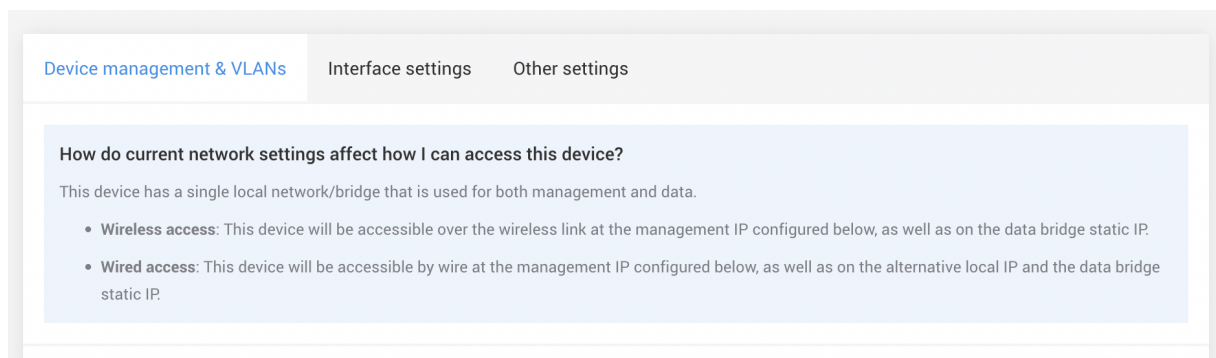 Device management & VLANs
Interface settings
Other settings
How do current network settings affect how I can access this device?
This device has a single local network/bridge that is used for both management and data.
• Wireless access: This device will be accessible over the wireless link at the management IP configured below, as well as on the data bridge static IP.
• Wired access: This device will be accessible by wire at the management IP configured below, as well as on the alternative local IP and the data bridge
static IP.